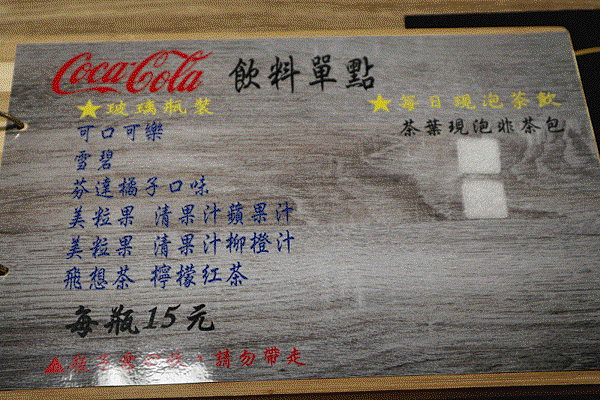 Coca-Cola 飲料單點
玻璃瓶裝
可口可樂
雪碧
芬達橘子口味
美粒果 清果汁蘋果汁
美粒果 清果汁柳橙汁
飛想茶 檸檬紅茶
每瓶15元
請勿帶走
每日現泡茶飲
茶葉現泡非茶包